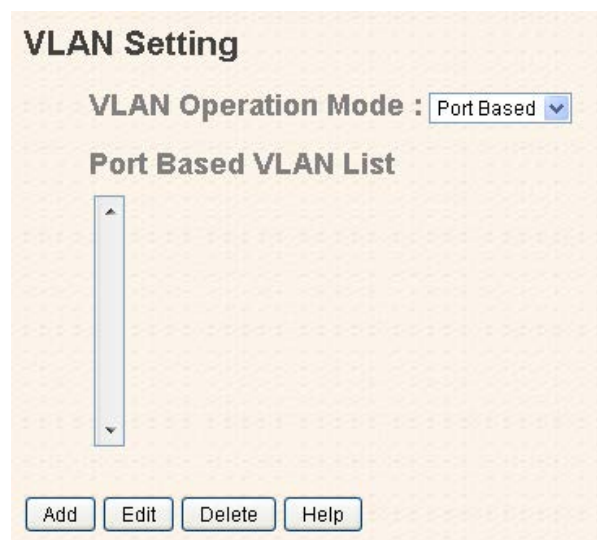 VLAN Setting
VLAN Operation Mode : Port Based
Port Based VLAN List
Add Edit Delete Help